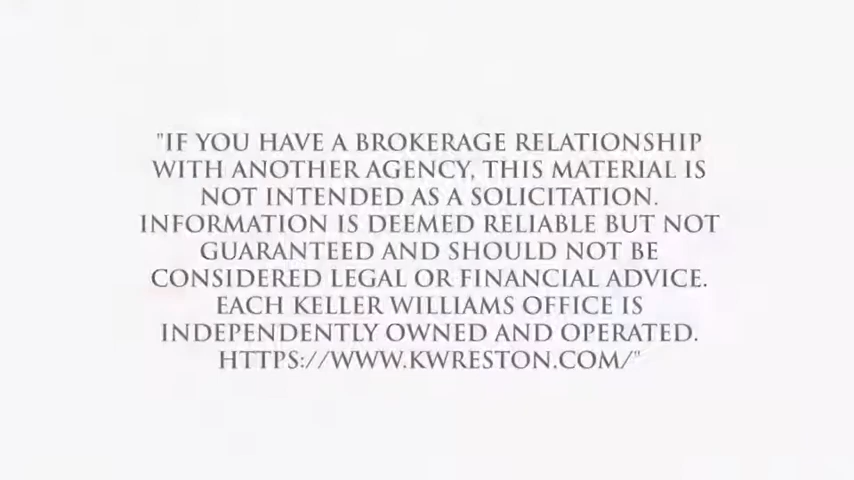 "IF YOU HAVE A BROKERAGE RELATIONSHIP
WITH ANOTHER AGENCY, THIS MATERIAL IS
NOT INTENDED AS A SOLICITATION.
INFORMATION IS DEEMED RELIABLE BUT NOT
GUARANTEED AND SHOULD NOT BE
CONSIDERED LEGAL OR FINANCIAL ADVICE.
EACH KELLER WILLIAMS OFFICE IS
INDEPENDENTLY OWNED AND OPERATED.
HTTPS://WWW.KWRESTON.COM/"